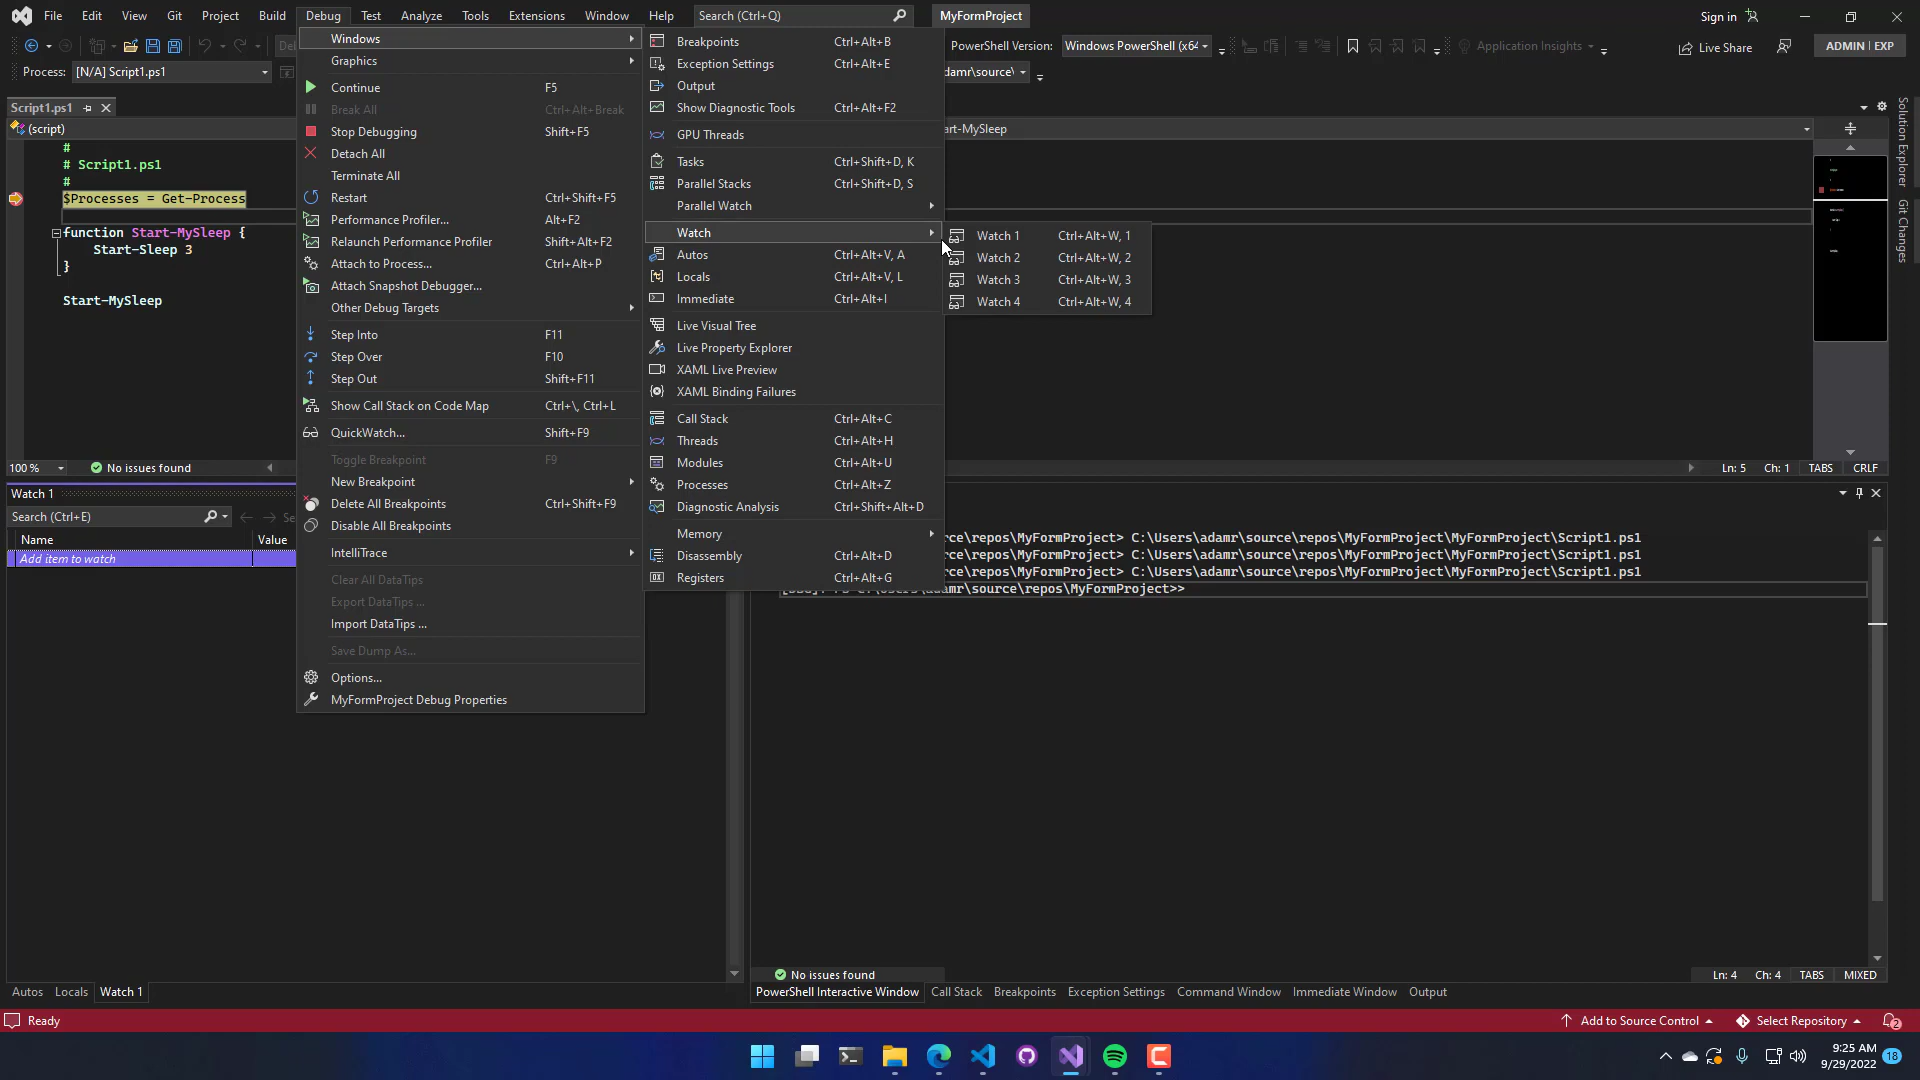 File Edit View Git Project Build Debug Test Analyze Tools Extensions Window Help Search (Ctrl+Q) MyFormProject Sign in
PowerShell Version: Windows PowerShell (x64 Application Insights Live Share ADMIN | EXP
Process: [N/A] Script1.ps1 damr\source\
Script1.ps1
(script) art-MySleep
#
# Script1.ps1
#
$Processes = Get-Process
function Start-MySleep {
Start-Sleep 3
}
Start-MySleep
100 % No issues found Ln: 5 Ch: 1 TABS CRLF
Watch 1
Search (Ctrl+E)
Name Value
Add item to watch
Autos Locals Watch 1
Windows
Graphics
Continue F5
Break All Ctrl+Alt+Break
Stop Debugging Shift+F5
Detach All
Terminate All
Restart Ctrl+Shift+F5
Performance Profiler... Alt+F2
Relaunch Performance Profiler Shift+Alt+F2
Attach to Process... Ctrl+Alt+P
Attach Snapshot Debugger...
Other Debug Targets
Step Into F11
Step Over F10
Step Out Shift+F11
Show Call Stack on Code Map Ctrl+\, Ctrl+L
QuickWatch... Shift+F9
Toggle Breakpoint F9
New Breakpoint
Delete All Breakpoints Ctrl+Shift+F9
Disable All Breakpoints
IntelliTrace
Clear All DataTips
Export DataTips ...
Import DataTips ...
Save Dump As...
Options...
MyFormProject Debug Properties
Breakpoints Ctrl+Alt+B
Exception Settings Ctrl+Alt+E
Output
Show Diagnostic Tools Ctrl+Alt+F2
GPU Threads
Tasks Ctrl+Shift+D, K
Parallel Stacks Ctrl+Shift+D, S
Parallel Watch
Watch
Autos Ctrl+Alt+V, A
Locals Ctrl+Alt+V, L
Immediate Ctrl+Alt+I
Live Visual Tree
Live Property Explorer
XAML Live Preview
XAML Binding Failures
Call Stack Ctrl+Alt+C
Threads Ctrl+Alt+H
Modules Ctrl+Alt+U
Processes Ctrl+Alt+Z
Diagnostic Analysis Ctrl+Shift+Alt+D
Memory
Disassembly Ctrl+Alt+D
Registers Ctrl+Alt+G
Watch 1 Ctrl+Alt+W, 1
Watch 2 Ctrl+Alt+W, 2
Watch 3 Ctrl+Alt+W, 3
Watch 4 Ctrl+Alt+W, 4
Solution Explorer
Git Changes
ce\repos\MyFormProject> C:\Users\adamr\source\repos\MyFormProject\MyFormProject\Script1.ps1
ce\repos\MyFormProject> C:\Users\adamr\source\repos\MyFormProject\MyFormProject\Script1.ps1
ce\repos\MyFormProject> C:\Users\adamr\source\repos\MyFormProject\MyFormProject\Script1.ps1
adamr\source\repos\MyFormProject>>
No issues found Ln: 4 Ch: 4 TABS MIXED
PowerShell Interactive Window Call Stack Breakpoints Exception Settings Command Window Immediate Window Output
Ready Add to Source Control Select Repository 2
9:25 AM
9/29/2022 18